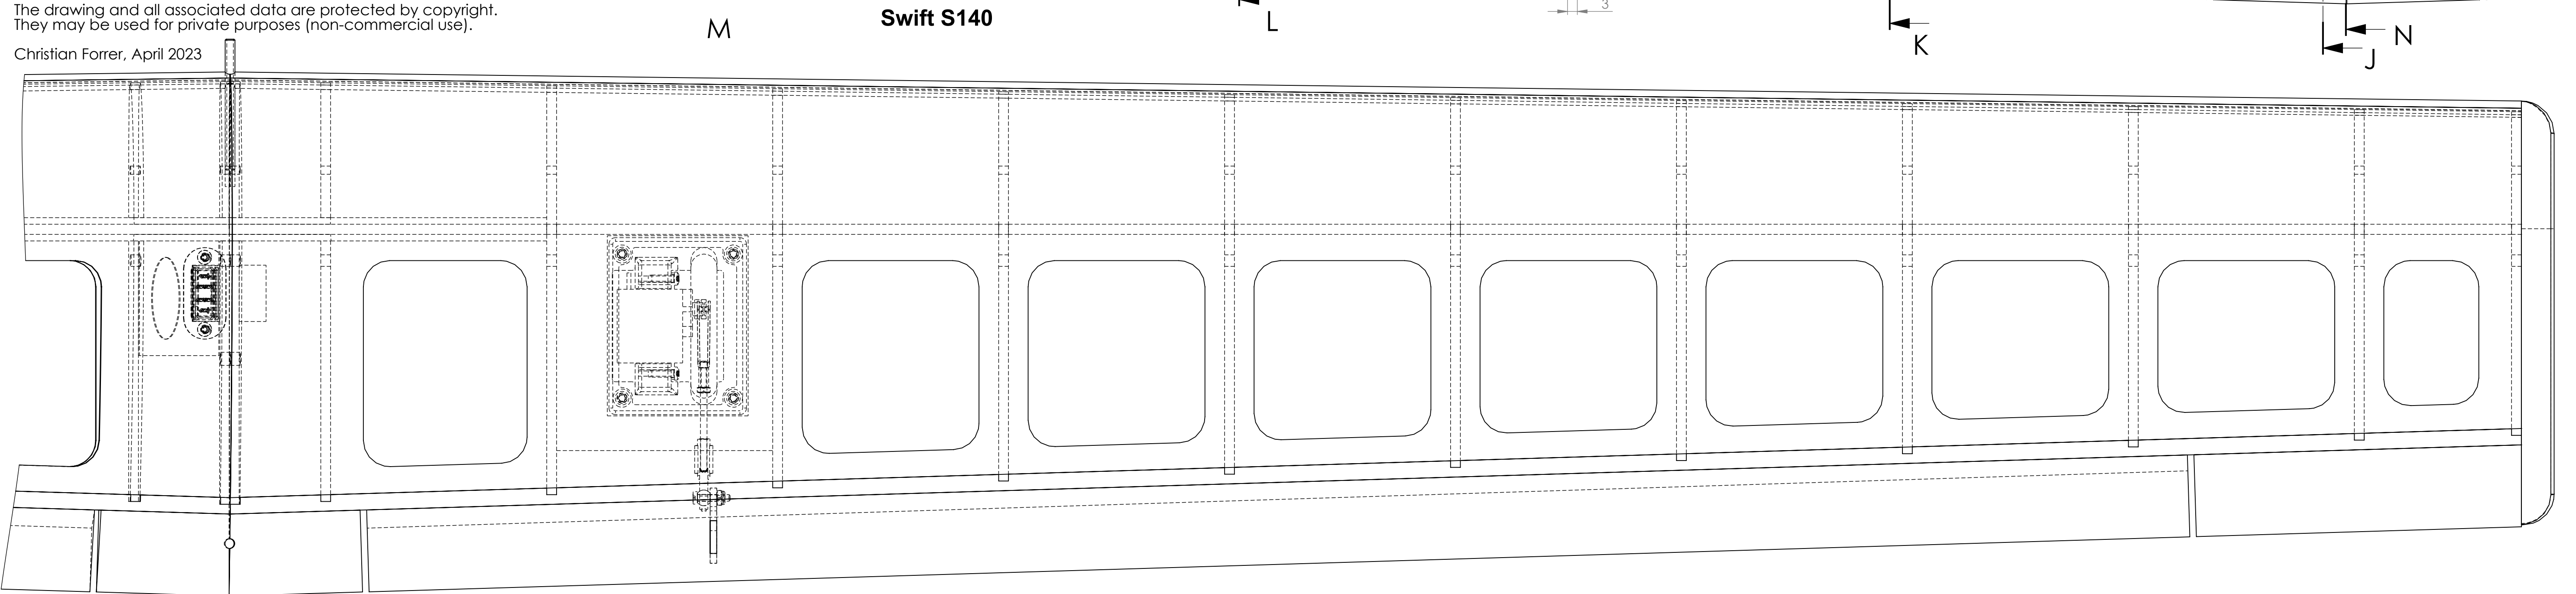 The drawing and all associated data are protected by copyright.
They may be used for private purposes (non-commercial use).
Christian Forrer, April 2023
M
Swift S140
L
3
K
N
J